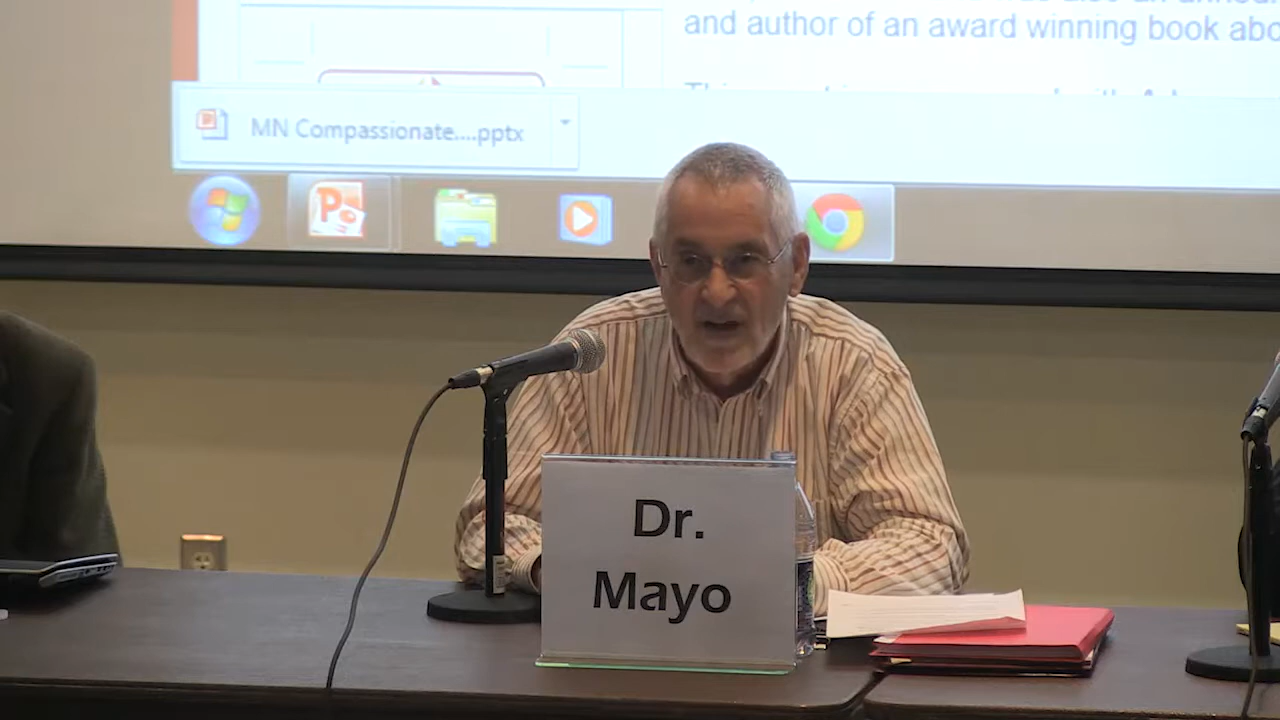 and author of an award winning book abo
MN Compassionate....pptx
Dr.
Mayo